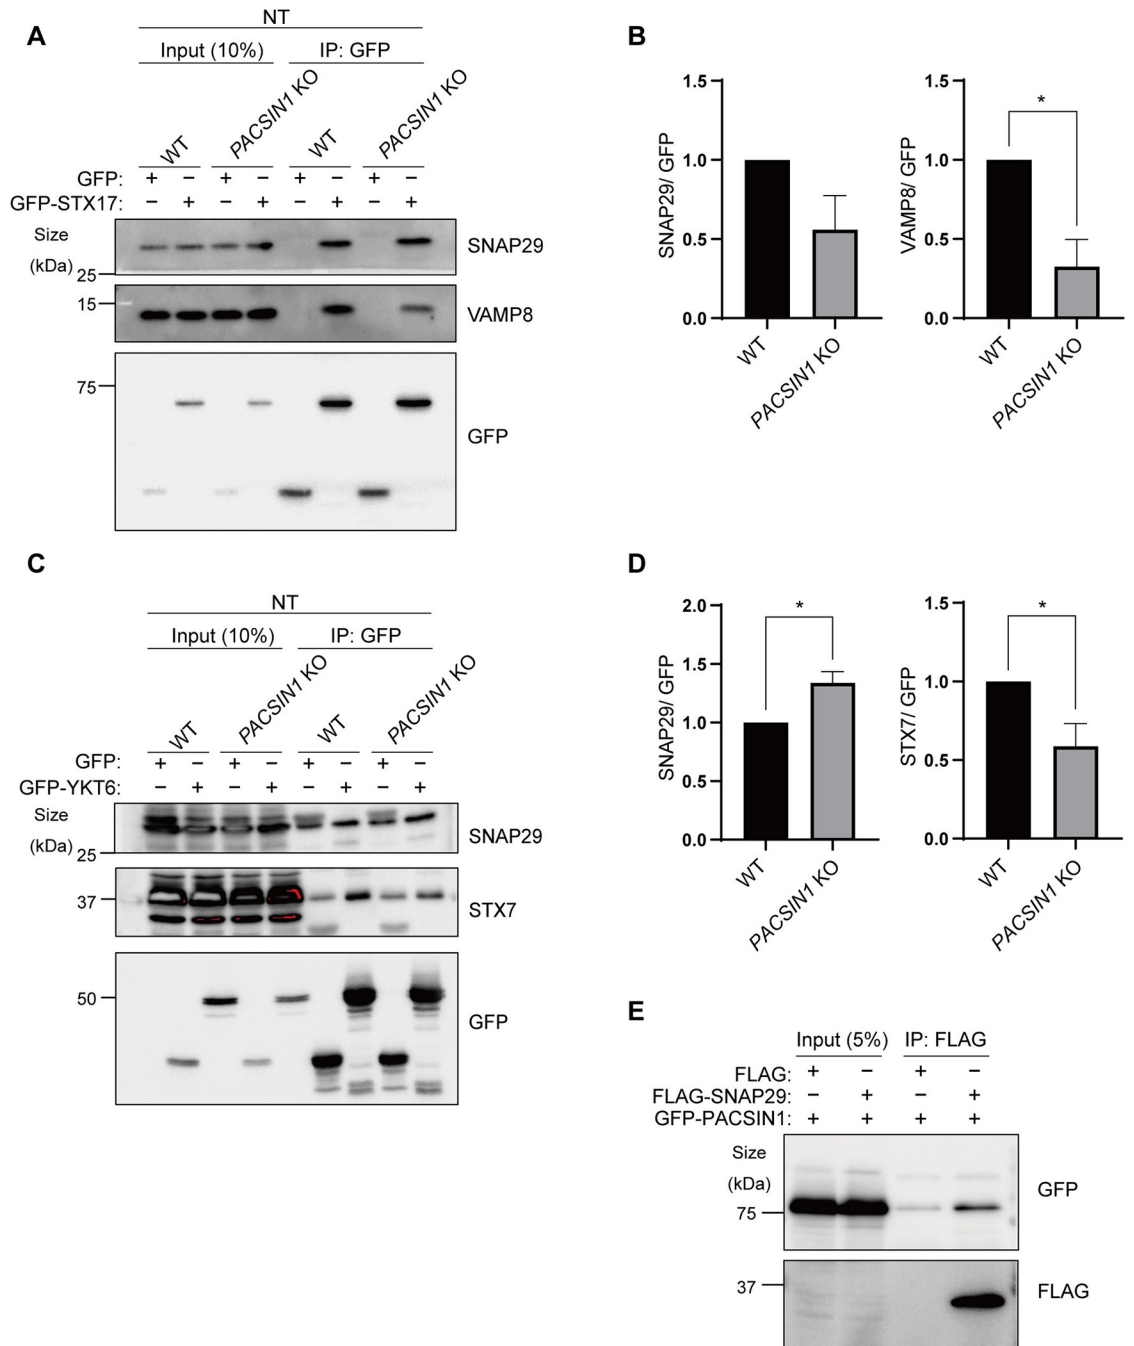 A
NT
Input (10%) IP: GFP
WT PACSIN1 KO WT PACSIN1 KO
GFP: + − + − + − + −
GFP-STX17: − + − + − + − +
Size
(kDa)
25
SNAP29
15
VAMP8
75
GFP
B
SNAP29/ GFP
1.5
1.0
0.5
0.0
WT
PACSIN1 KO
VAMP8/ GFP
1.5
1.0
0.5
0.0
*
WT
PACSIN1 KO
C
NT
Input (10%) IP: GFP
WT PACSIN1 KO WT PACSIN1 KO
GFP: + − + − + − + −
GFP-YKT6: − + − + − + − +
Size
(kDa)
25
SNAP29
37
STX7
50
GFP
D
SNAP29/ GFP
2.0
1.5
1.0
0.5
0.0
*
WT
PACSIN1 KO
STX7/ GFP
1.5
1.0
0.5
0.0
*
WT
PACSIN1 KO
E
Input (5%) IP: FLAG
FLAG: + − + −
FLAG-SNAP29: − + − +
GFP-PACSIN1: + + + +
Size
(kDa)
75
GFP
37
FLAG